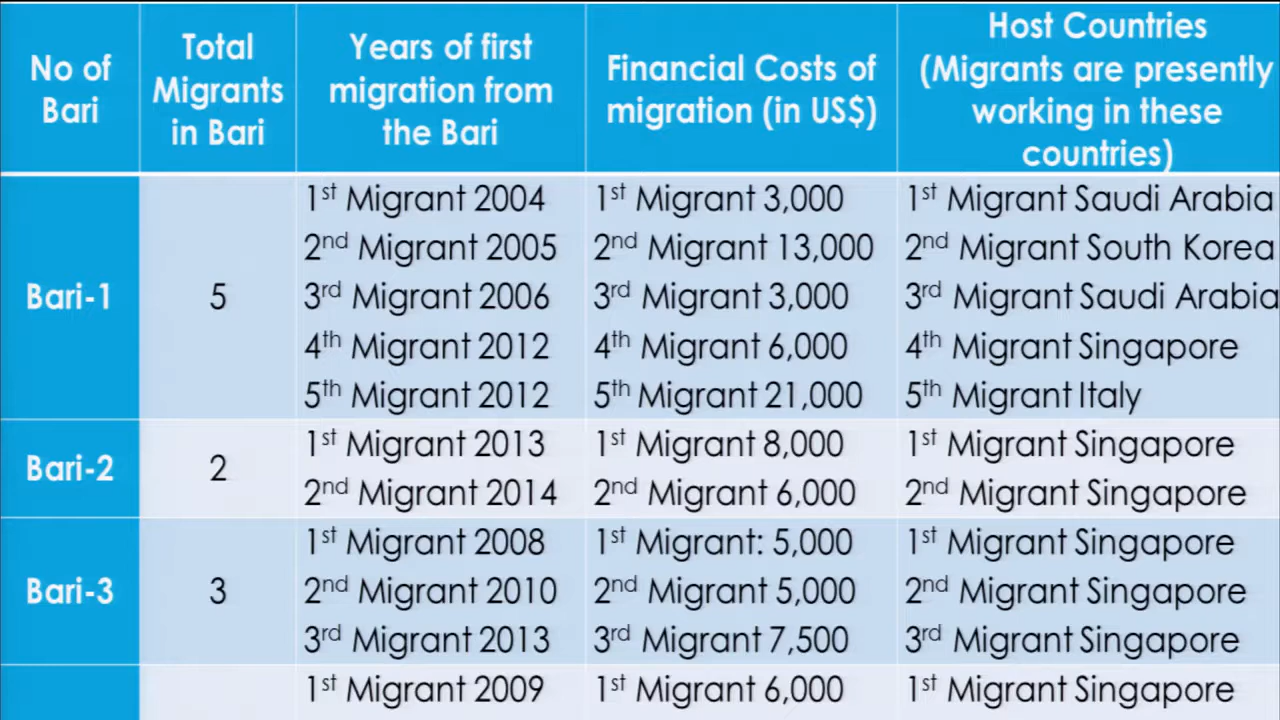 No of
Bari
Total
Migrants
in Bari
Years of first
migration from
the Bari
Financial Costs of
migration (in US$)
Host Countries
(Migrants are presently
working in these
countries)
Bari-1
5
1st Migrant 2004
2nd Migrant 2005
3rd Migrant 2006
4th Migrant 2012
5th Migrant 2012
1st Migrant 3,000
2nd Migrant 13,000
3rd Migrant 3,000
4th Migrant 6,000
5th Migrant 21,000
1st Migrant Saudi Arabia
2nd Migrant South Korea
3rd Migrant Saudi Arabia
4th Migrant Singapore
5th Migrant Italy
Bari-2
2
1st Migrant 2013
2nd Migrant 2014
1st Migrant 8,000
2nd Migrant 6,000
1st Migrant Singapore
2nd Migrant Singapore
Bari-3
3
1st Migrant 2008
2nd Migrant 2010
3rd Migrant 2013
1st Migrant: 5,000
2nd Migrant 5,000
3rd Migrant 7,500
1st Migrant Singapore
2nd Migrant Singapore
3rd Migrant Singapore
1st Migrant 2009
1st Migrant 6,000
1st Migrant Singapore